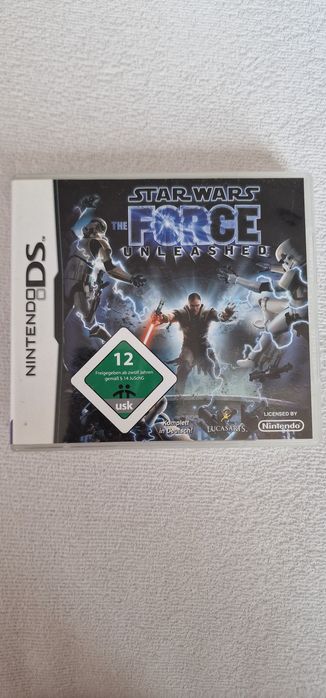 NINTENDO DS™
STAR WARS
THE FORCE
UNLEASHED
12
Freigegeben ab zwölf Jahren
gemäß § 14 JuSchG
usk
Komplett
in Deutsch!
LUCASARTS
LICENSED BY
Nintendo